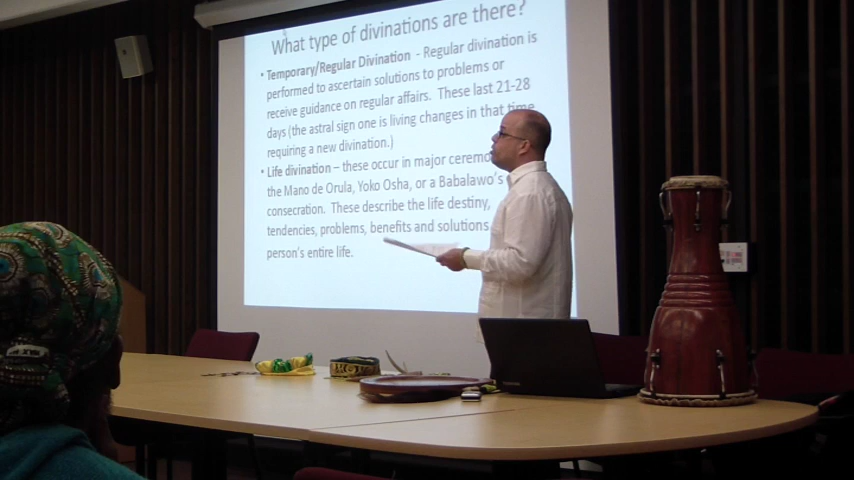 What type of divinations are there?
• Temporary/Regular Divination - Regular divination is
performed to ascertain solutions to problems or
receive guidance on regular affairs. These last 21-28
days (the astral sign one is living changes in that time
requiring a new divination.)
• Life divination – these occur in major
the Mano de Orula, Yoko Osha, or a Babalawo's
consecration. These describe the life destiny,
tendencies, problems, benefits and solutions
person's entire life.